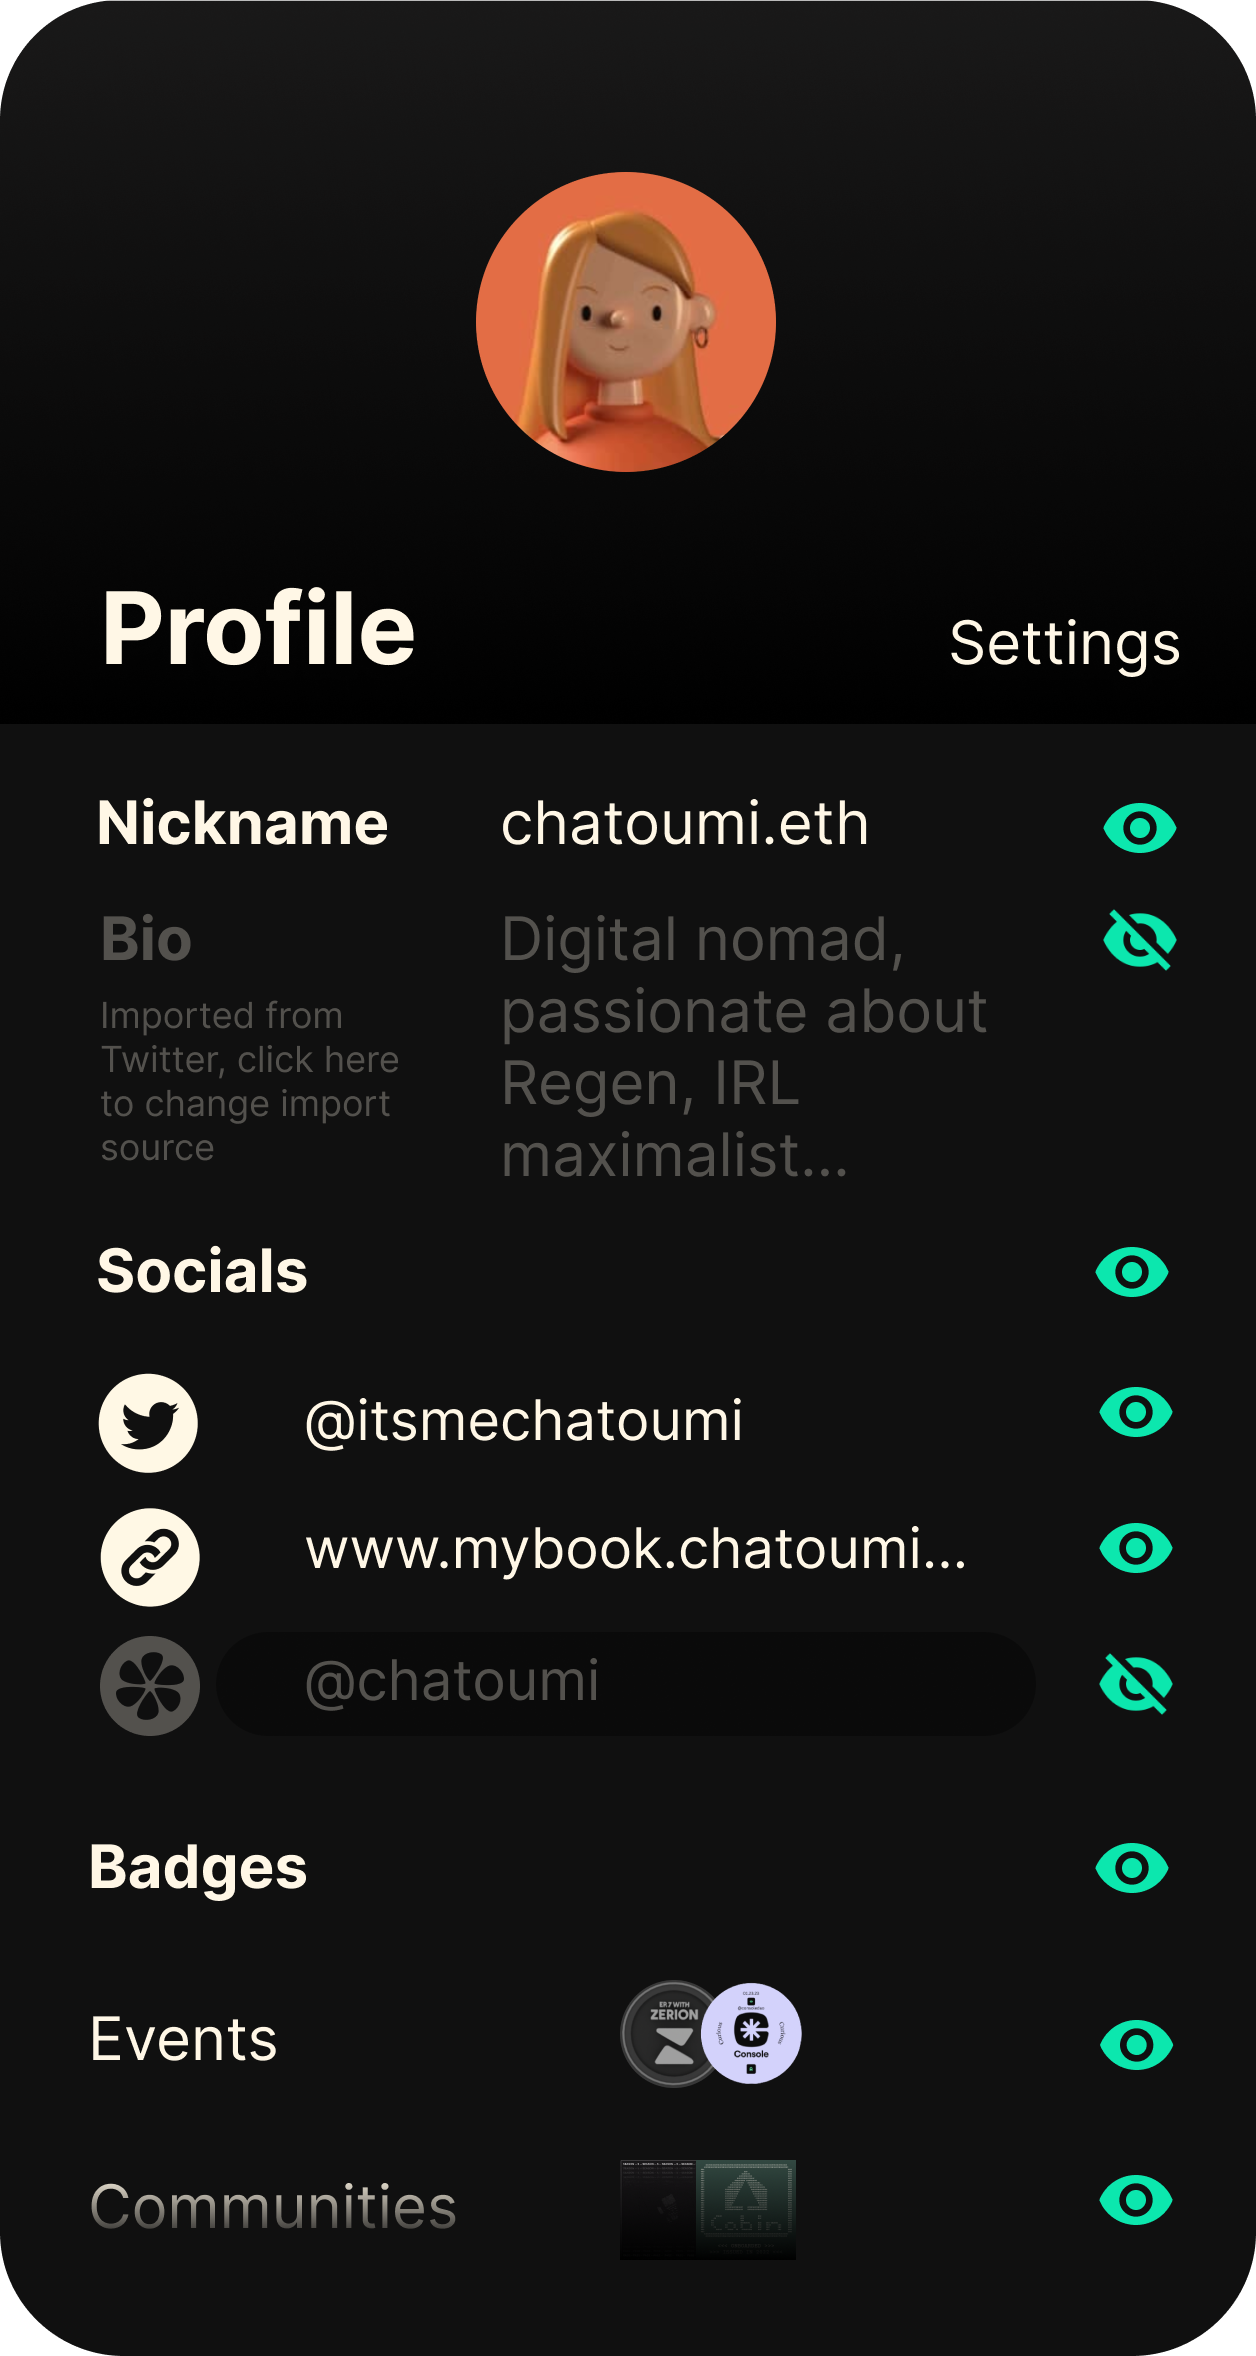 Profile
Settings
Nickname
chatoumi.eth
Bio
Digital nomad,
passionate about
Regen, IRL
maximalist...
Imported from
Twitter, click here
to change import
source
Socials
@itsmechatoumi
www.mybook.chatoumi...
@chatoumi
Badges
Events
ZERION
Console
Communities
Cabin